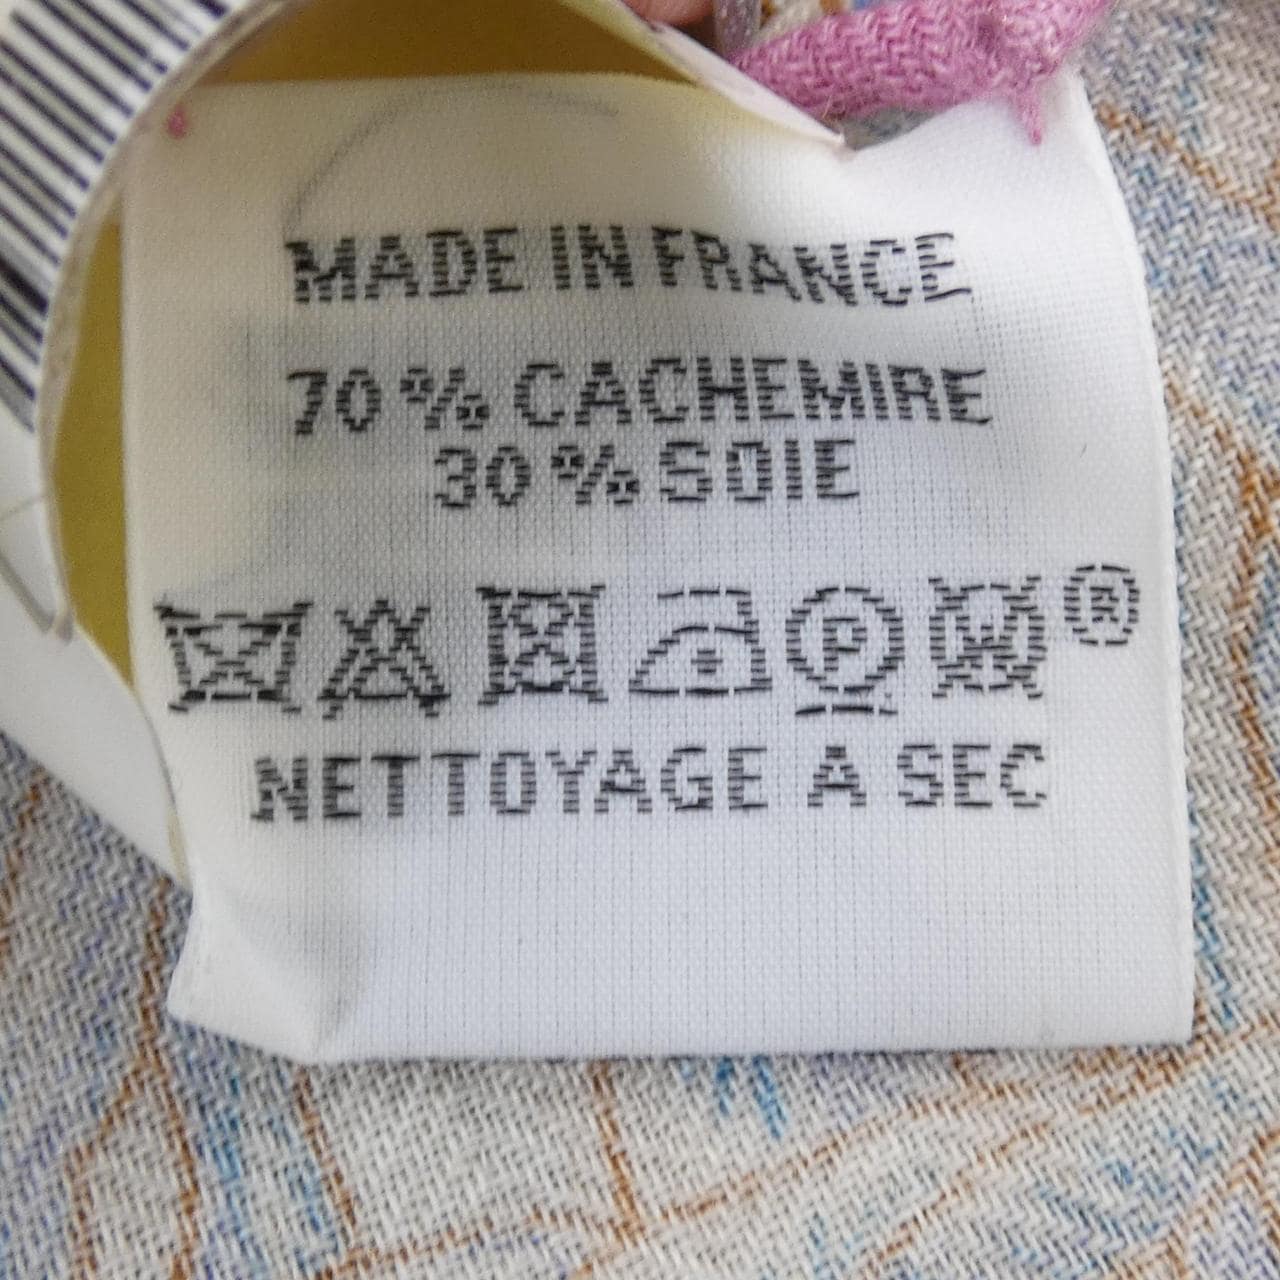 MADE IN FRANCE
70% CACHEMIRE
30% SOIE
P W ®
NETTOYAGE A SEC